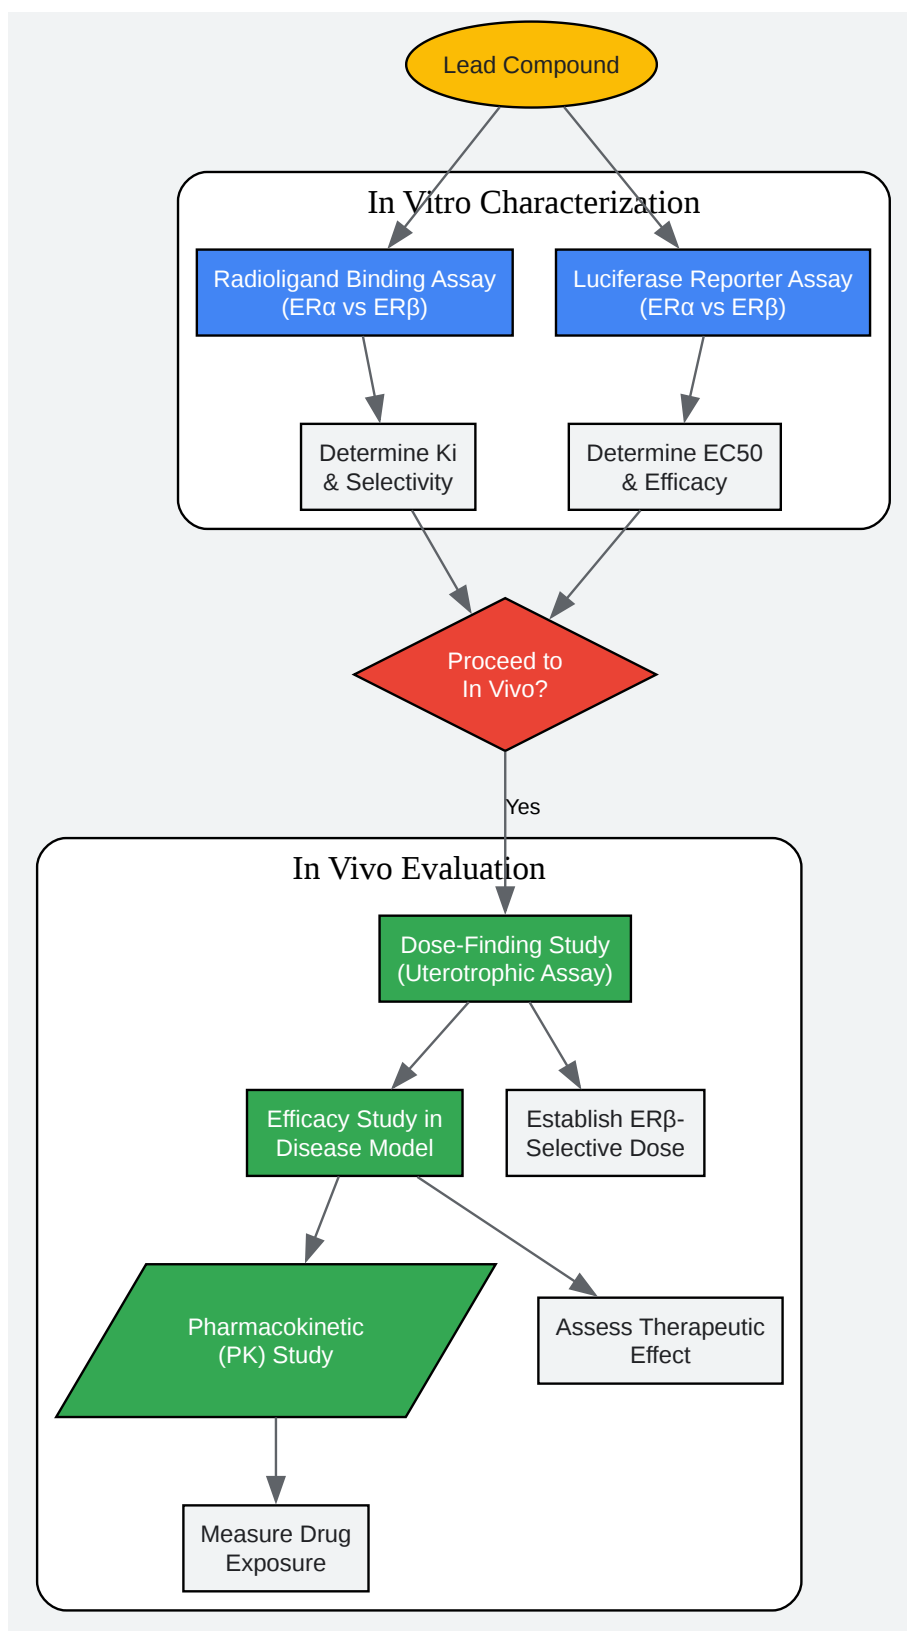 Lead Compound
In Vitro Characterization
Radioligand Binding Assay
(ERα vs ERβ)
Luciferase Reporter Assay
(ERα vs ERβ)
Determine Ki
& Selectivity
Determine EC50
& Efficacy
Proceed to
In Vivo?
Yes
In Vivo Evaluation
Dose-Finding Study
(Uterotrophic Assay)
Efficacy Study in
Disease Model
Establish ERβ-
Selective Dose
Pharmacokinetic
(PK) Study
Assess Therapeutic
Effect
Measure Drug
Exposure